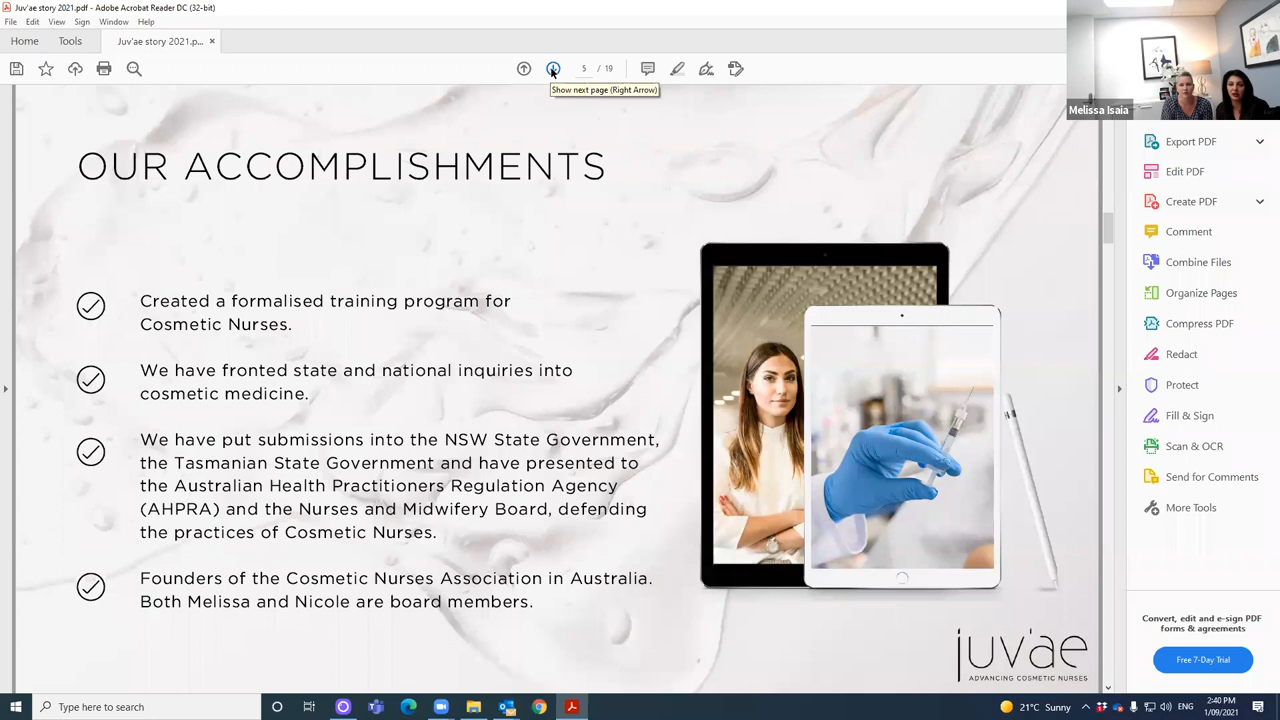 Juv'ae story 2021.pdf - Adobe Acrobat Reader DC (32-bit)
File Edit View Sign Window Help
Home Tools Juv'ae story 2021.p... ×
5 / 19
Show next page (Right Arrow)
Melissa Isaia
OUR ACCOMPLISHMENTS
Created a formalised training program for
Cosmetic Nurses.
We have fronted state and national inquiries into
cosmetic medicine.
We have put submissions into the NSW State Government,
the Tasmanian State Government and have presented to
the Australian Health Practitioners Regulation Agency
(AHPRA) and the Nurses and Midwifery Board, defending
the practices of Cosmetic Nurses.
Founders of the Cosmetic Nurses Association in Australia.
Both Melissa and Nicole are board members.
juv'ae
ADVANCING COSMETIC NURSES
Export PDF
Edit PDF
Create PDF
Comment
Combine Files
Organize Pages
Compress PDF
Redact
Protect
Fill & Sign
Scan & OCR
Send for Comments
More Tools
Convert, edit and e-sign PDF
forms & agreements
Free 7-Day Trial
Type here to search
21°C Sunny
2:40 PM
1/09/2021